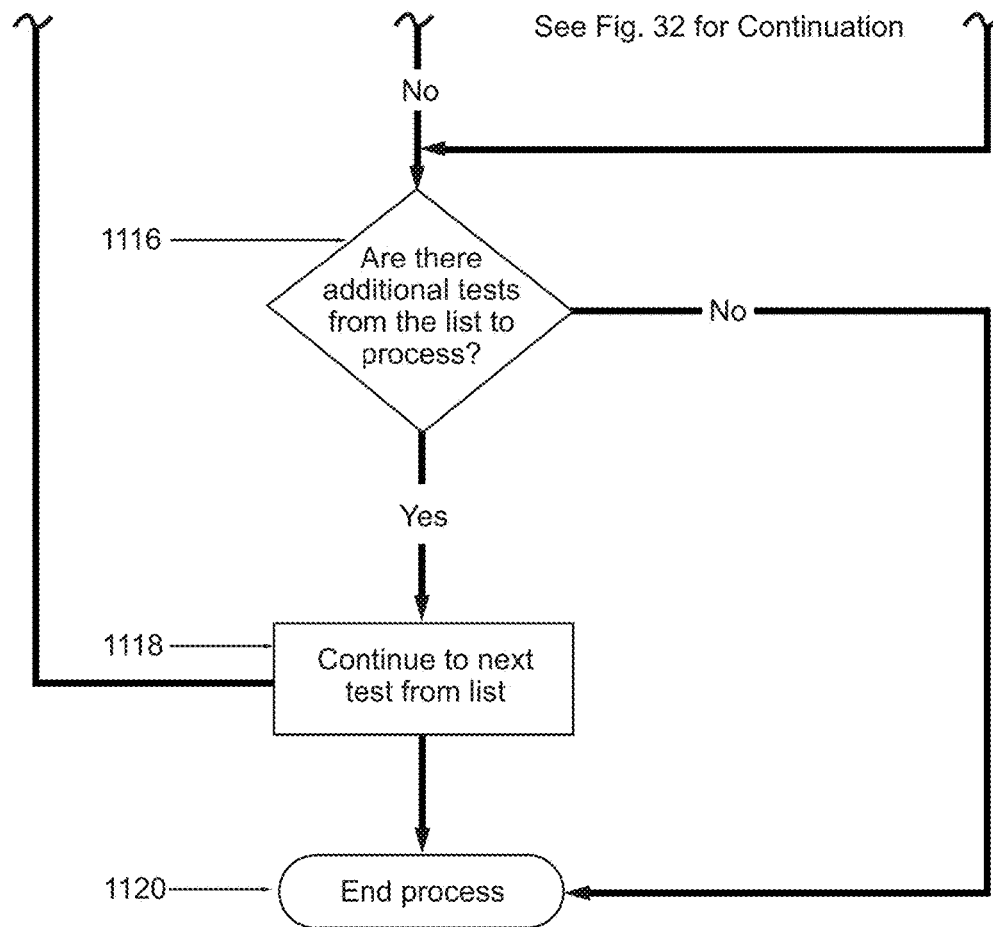 See Fig. 32 for Continuation
No
1116
Are there
additional tests
from the list to
process?
No
Yes
1118
Continue to next
test from list
1120
End process